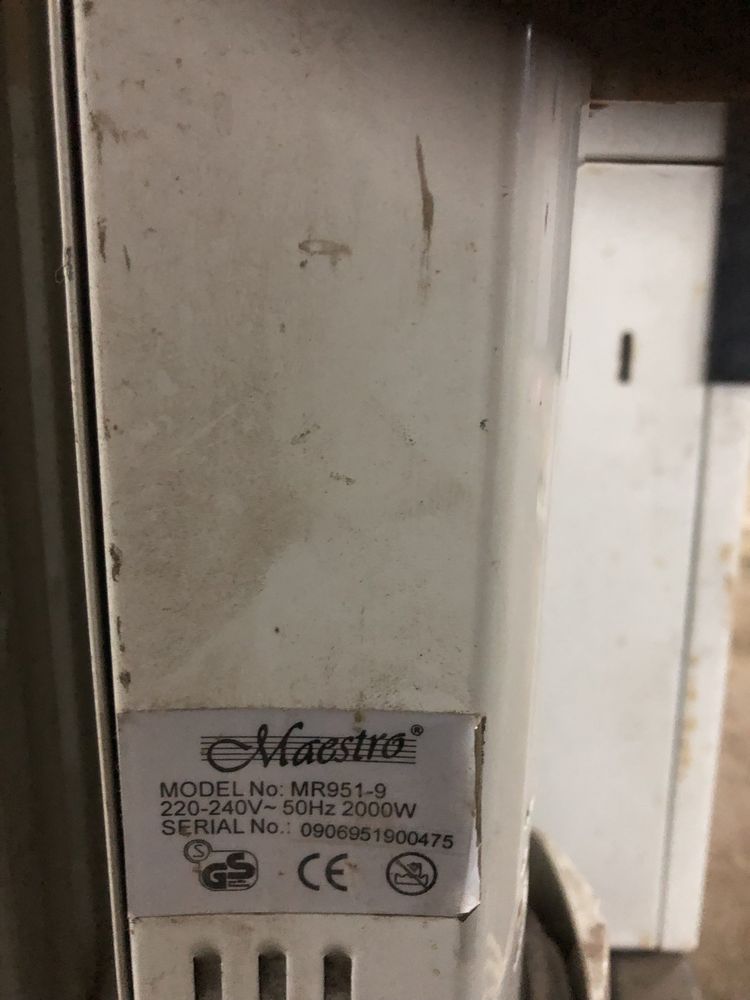 Maestro®
MODEL No: MR951-9
220-240V~ 50Hz 2000W
SERIAL No.: 0906951900475
S
GS
CE